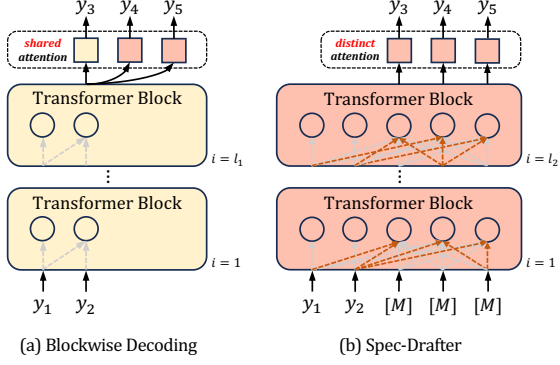 y₃ y₄ y₅
shared
attention
Transformer Block
i = l₁
⋮
Transformer Block
i = 1
y₁ y₂
(a) Blockwise Decoding
y₃ y₄ y₅
distinct
attention
Transformer Block
i = l₂
⋮
Transformer Block
i = 1
y₁ y₂ [M] [M] [M]
(b) Spec-Drafter